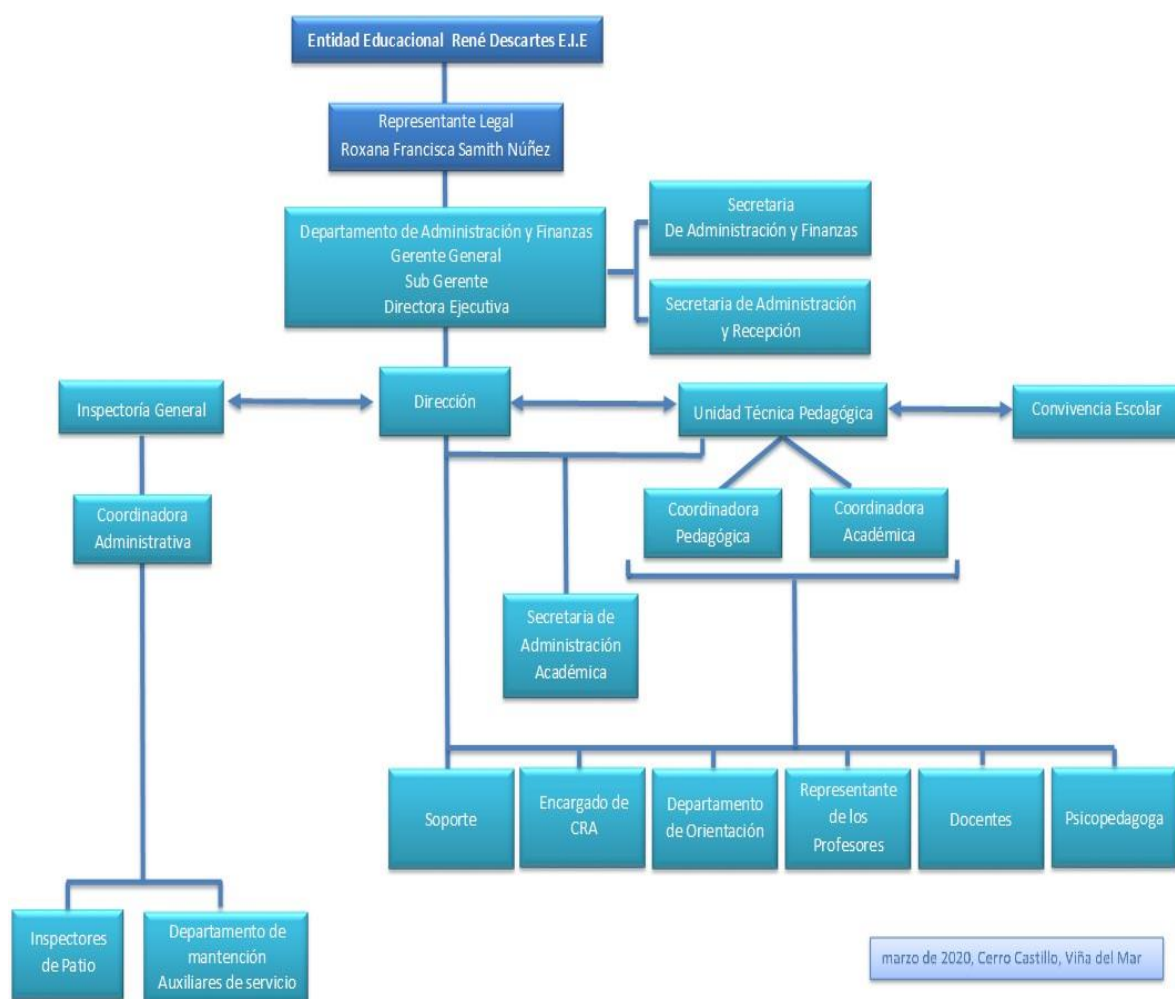 Entidad Educacional René Descartes E.I.E
Representante Legal
Roxana Francisca Samith Núñez
Departamento de Administración y Finanzas
Gerente General
Sub Gerente
Directora Ejecutiva
Secretaria
De Administración y Finanzas
Secretaria de Administración
y Recepción
Inspectoría General
Dirección
Unidad Técnica Pedagógica
Convivencia Escolar
Coordinadora
Administrativa
Coordinadora
Pedagógica
Coordinadora
Académica
Secretaria de
Administración
Académica
Soporte
Encargado de
CRA
Departamento
de Orientación
Representante
de los
Profesores
Docentes
Psicopedagoga
Inspectores
de Patio
Departamento de
mantención
Auxiliares de servicio
marzo de 2020, Cerro Castillo, Viña del Mar